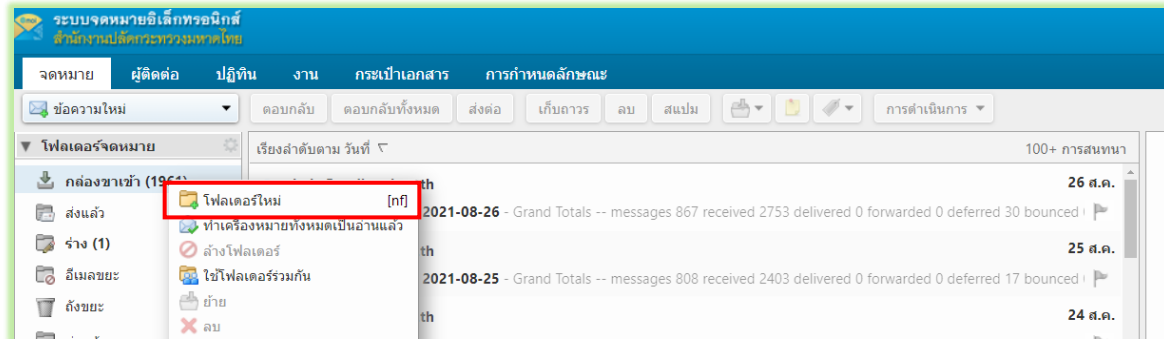 ระบบจดหมายอิเล็กทรอนิกส์
สำนักงานปลัดกระทรวงมหาดไทย
จดหมาย ผู้ติดต่อ ปฏิทิน งาน กระเป๋าเอกสาร การกำหนดลักษณะ
ข้อความใหม่ ตอบกลับ ตอบกลับทั้งหมด ส่งต่อ เก็บถาวร ลบ สแปม การดำเนินการ
โฟลเดอร์จดหมาย เรียงลำดับตาม วันที่ 100+ การสนทนา
กล่องขาเข้า (1961) th 26 ส.ค.
โฟลเดอร์ใหม่ [nf]
ส่งแล้ว 2021-08-26 - Grand Totals -- messages 867 received 2753 delivered 0 forwarded 0 deferred 30 bounced
ทำเครื่องหมายทั้งหมดเป็นอ่านแล้ว
ร่าง (1) ล้างโฟลเดอร์ th 25 ส.ค.
อีเมลขยะ ใช้โฟลเดอร์ร่วมกัน 2021-08-25 - Grand Totals -- messages 808 received 2403 delivered 0 forwarded 0 deferred 17 bounced
ถังขยะ ย้าย
ลบ th 24 ส.ค.